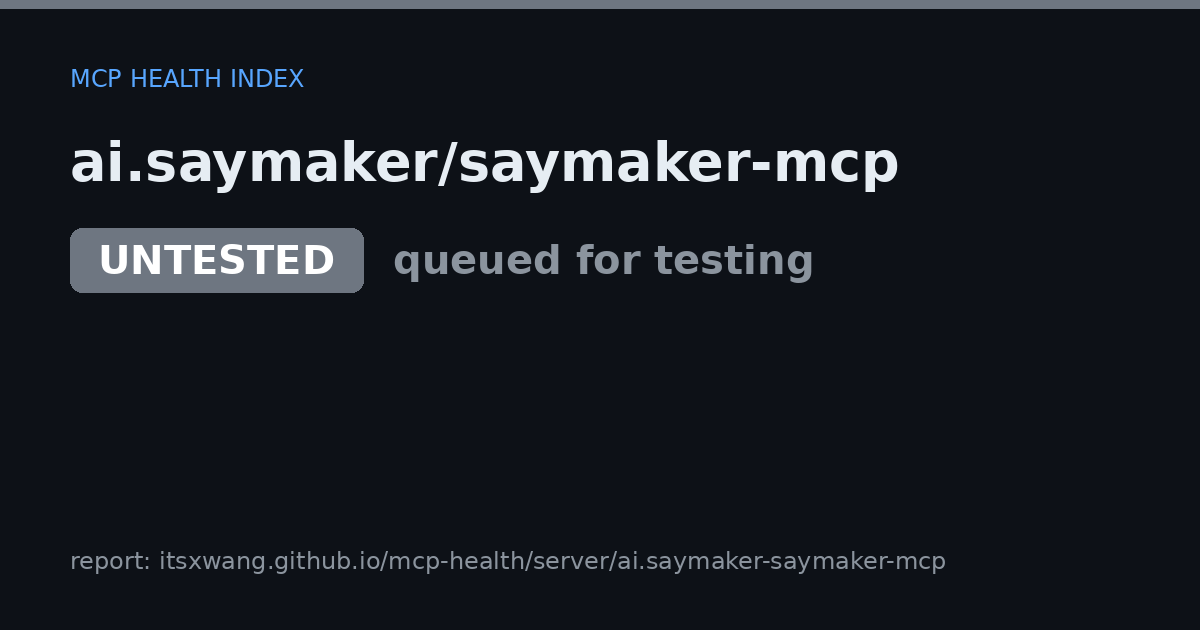 MCP HEALTH INDEX
ai.saymaker/saymaker-mcp
UNTESTED queued for testing
report: itsxwang.github.io/mcp-health/server/ai.saymaker-saymaker-mcp